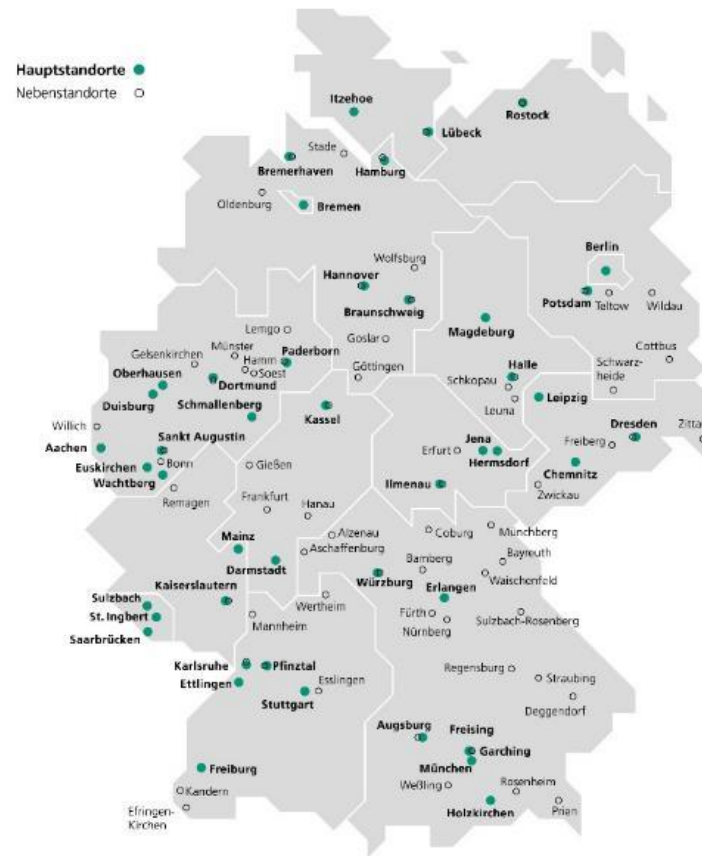 Hauptstandorte
Nebenstandorte
Itzehoe
Rostock
Lübeck
Stade
Bremerhaven
Hamburg
Oldenburg
Bremen
Wolfsburg
Berlin
Hannover
Potsdam
Teltow
Wildau
Braunschweig
Magdeburg
Lemgo
Goslar
Münster
Paderborn
Gelsenkirchen
Hamm
Cottbus
Oberhausen
Soest
Göttingen
Halle
Schwarz-
heide
Dortmund
Schkopau
Duisburg
Schmallenberg
Leuna
Leipzig
Kassel
Willich
Dresden
Zitta
Sankt Augustin
Jena
Freiberg
Aachen
Erfurt
Hermsdorf
Euskirchen
Bonn
Gießen
Chemnitz
Wachtberg
Ilmenau
Zwickau
Remagen
Frankfurt
Hanau
Alzenau
Coburg
Münchberg
Mainz
Aschaffenburg
Bayreuth
Bamberg
Darmstadt
Waischenfeld
Würzburg
Kaiserslautern
Erlangen
Sulzbach
Wertheim
St. Ingbert
Mannheim
Fürth
Sulzbach-Rosenberg
Nürnberg
Saarbrücken
Karlsruhe
Pfinztal
Regensburg
Esslingen
Straubing
Ettlingen
Stuttgart
Deggendorf
Augsburg
Freising
Garching
Freiburg
München
Weßling
Rosenheim
Kandern
Efringen-
Kirchen
Holzkirchen
Prien